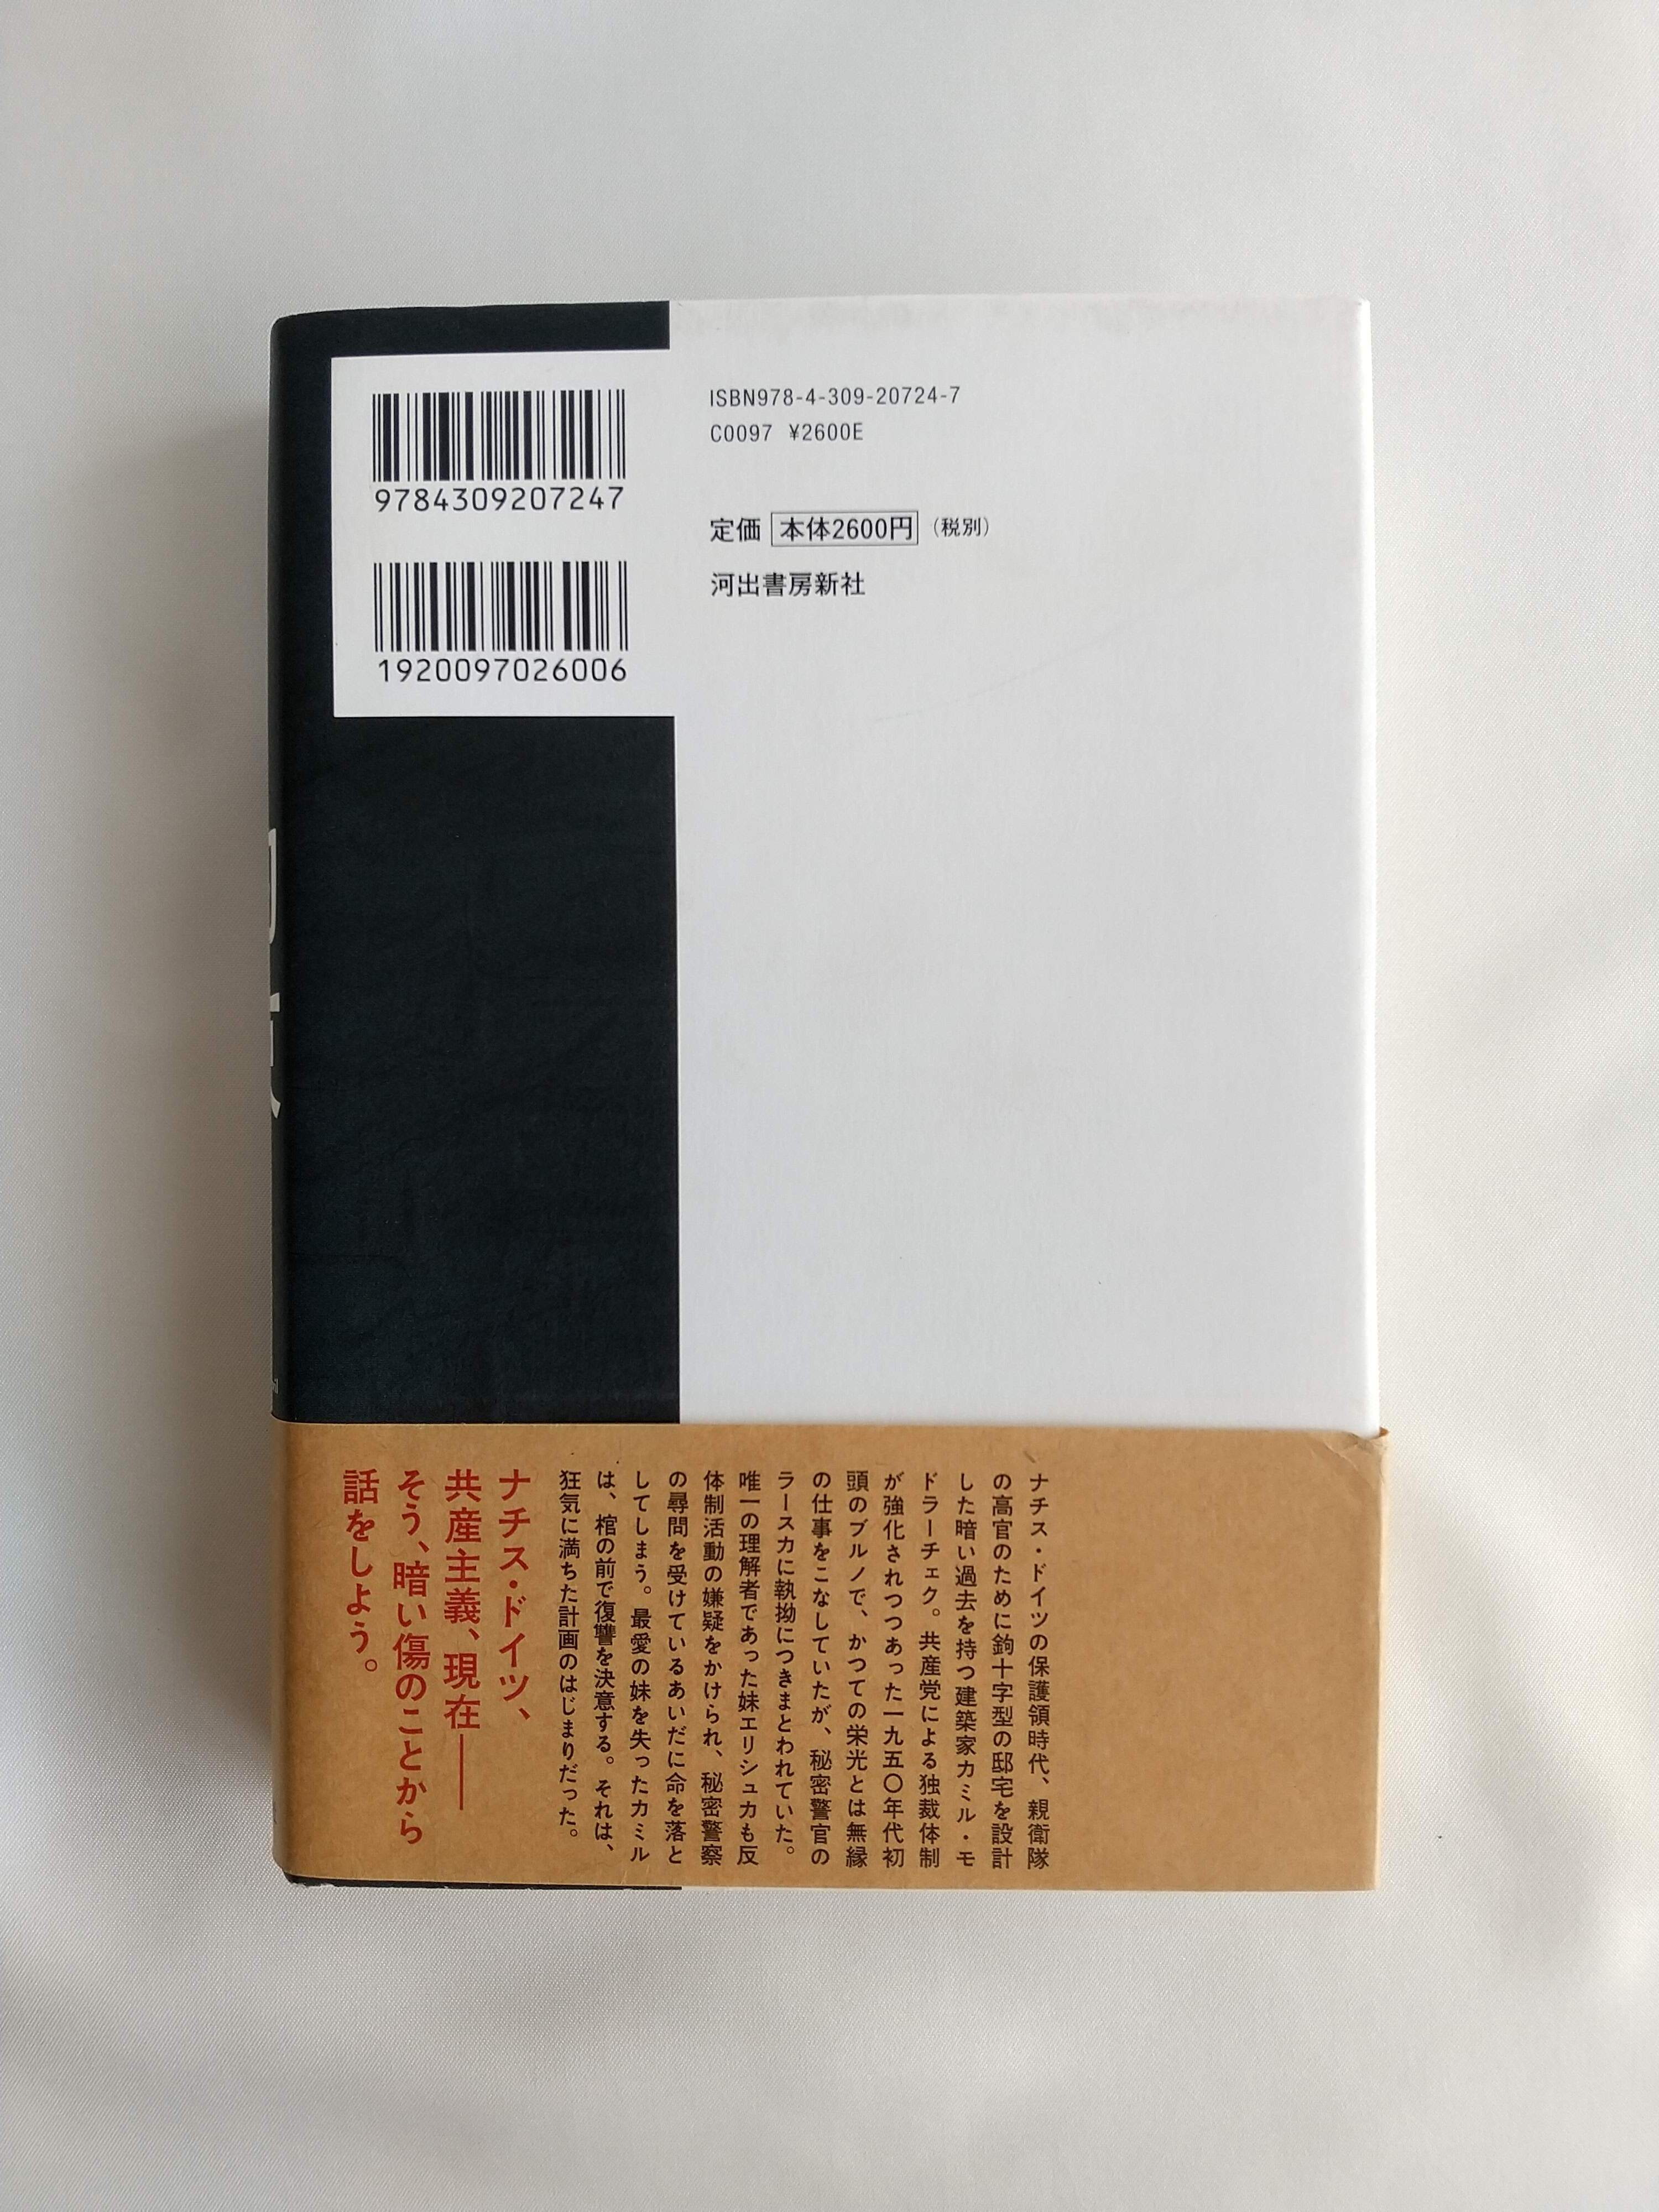 9784309207247
1920097026006
ISBN978-4-309-20724-7
C0097 ¥2600E
定価 本体2600円（税別）
河出書房新社
ナチス・ドイツの保護領時代、親衛隊
の高官のために鉤十字型の邸宅を設計
した暗い過去を持つ建築家カミル・モ
ドラーチェク。共産党による独裁体制
が強化されつつあった一九五〇年代初
頭のブルノで、かつての栄光とは無縁
の仕事をこなしていたが、秘密警官の
ラースカに執拗につきまとわれていた。
唯一の理解者であった妹エリシュカも反
体制活動の嫌疑をかけられ、秘密警察
の尋問を受けているあいだに命を落と
してしまう。最愛の妹を失ったカミル
は、棺の前で復讐を決意する。それは、
狂気に満ちた計画のはじまりだった。
ナチス・ドイツ、
共産主義、現在――
そう、暗い傷のことから
話をしよう。